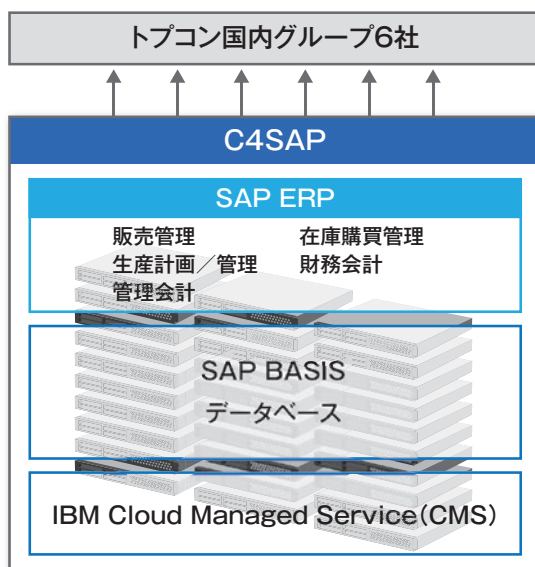 トプコン国内グループ6社
C4SAP
SAP ERP
販売管理 在庫購買管理
生産計画／管理 財務会計
管理会計
SAP BASIS
データベース
IBM Cloud Managed Service（CMS）